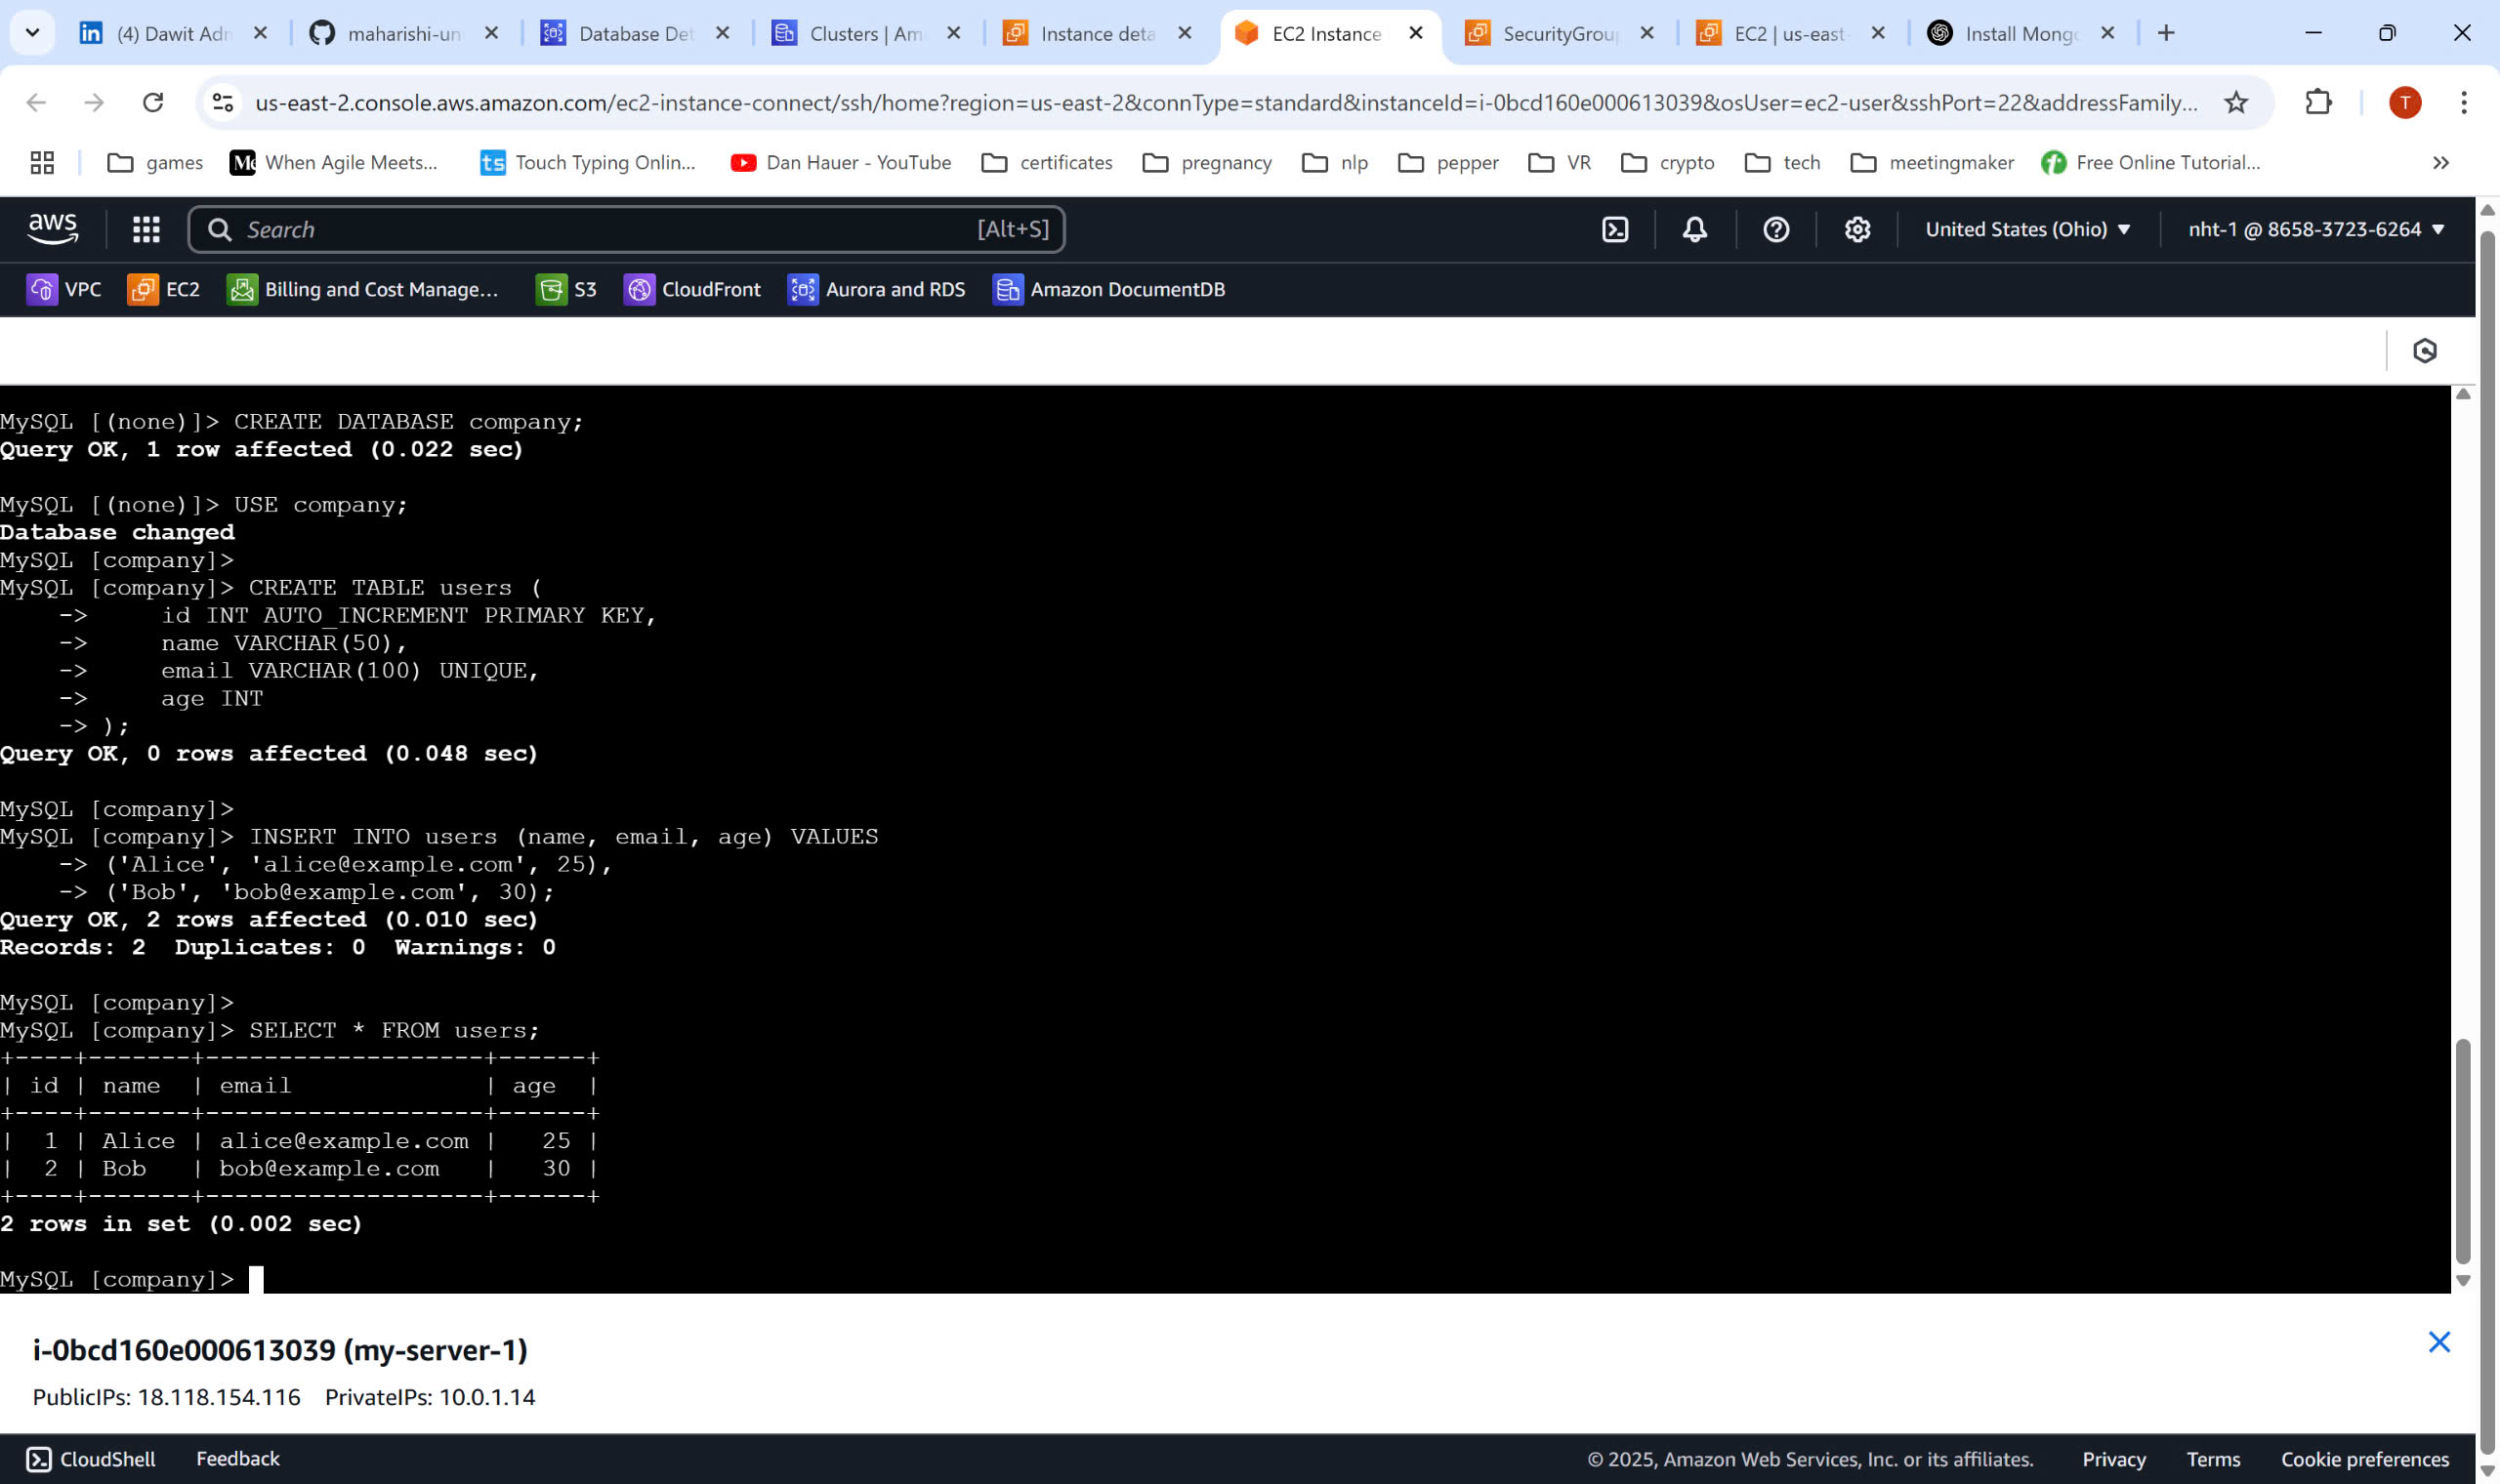 (4) Dawit Adn
maharishi-un
Database Det
Clusters | Am
Instance deta
EC2 Instance
SecurityGrou
EC2 | us-east-
Install Mongo
us-east-2.console.aws.amazon.com/ec2-instance-connect/ssh/home?region=us-east-2&connType=standard&instanceId=i-0bcd160e000613039&osUser=ec2-user&sshPort=22&addressFamily...
T
games
When Agile Meets...
ts Touch Typing Onlin...
Dan Hauer - YouTube
certificates
pregnancy
nlp
pepper
VR
crypto
tech
meetingmaker
Free Online Tutorial...
aws
Search
[Alt+S]
United States (Ohio)
nht-1 @ 8658-3723-6264
VPC
EC2
Billing and Cost Manage...
S3
CloudFront
Aurora and RDS
Amazon DocumentDB
MySQL [(none)]> CREATE DATABASE company;
Query OK, 1 row affected (0.022 sec)
MySQL [(none)]> USE company;
Database changed
MySQL [company]>
MySQL [company]> CREATE TABLE users (
    ->     id INT AUTO_INCREMENT PRIMARY KEY,
    ->     name VARCHAR(50),
    ->     email VARCHAR(100) UNIQUE,
    ->     age INT
    -> );
Query OK, 0 rows affected (0.048 sec)
MySQL [company]>
MySQL [company]> INSERT INTO users (name, email, age) VALUES
    -> ('Alice', 'alice@example.com', 25),
    -> ('Bob', 'bob@example.com', 30);
Query OK, 2 rows affected (0.010 sec)
Records: 2  Duplicates: 0  Warnings: 0
MySQL [company]>
MySQL [company]> SELECT * FROM users;
+----+-------+-------------------+------+
| id | name  | email             | age  |
+----+-------+-------------------+------+
|  1 | Alice | alice@example.com |   25 |
|  2 | Bob   | bob@example.com   |   30 |
+----+-------+-------------------+------+
2 rows in set (0.002 sec)
MySQL [company]>
i-0bcd160e000613039 (my-server-1)
PublicIPs: 18.118.154.116    PrivateIPs: 10.0.1.14
CloudShell
Feedback
© 2025, Amazon Web Services, Inc. or its affiliates.
Privacy
Terms
Cookie preferences